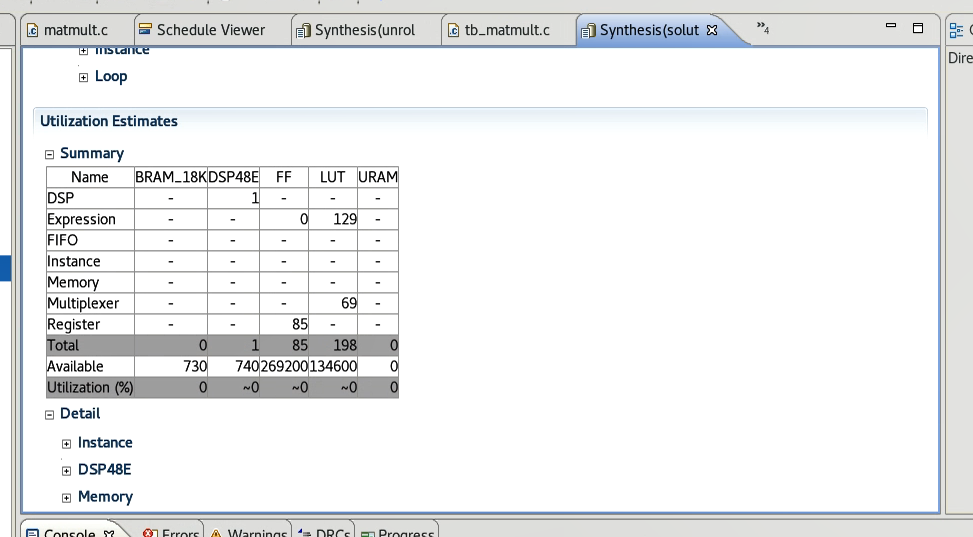 matmult.c Schedule Viewer Synthesis(unrol tb_matmult.c Synthesis(solut »4
Instance
Dire
Loop
Utilization Estimates
Summary
Name BRAM_18K DSP48E FF LUT URAM
DSP - 1 - - -
Expression - - 0 129 -
FIFO - - - - -
Instance - - - - -
Memory - - - - -
Multiplexer - - - 69 -
Register - - 85 - -
Total 0 1 85 198 0
Available 730 740 269200 134600 0
Utilization (%) 0 ~0 ~0 ~0 0
Detail
Instance
DSP48E
Memory
Console Errors Warnings DRCs Progress